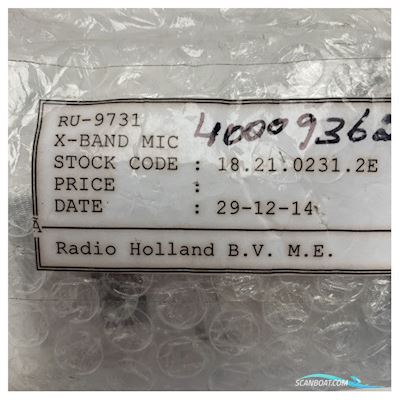 RU-9731
X-BAND MIC 40009362
STOCK CODE : 18.21.0231.2E
PRICE :
DATE : 29-12-14
Radio Holland B.V. M.E.
SCANBOAT.COM